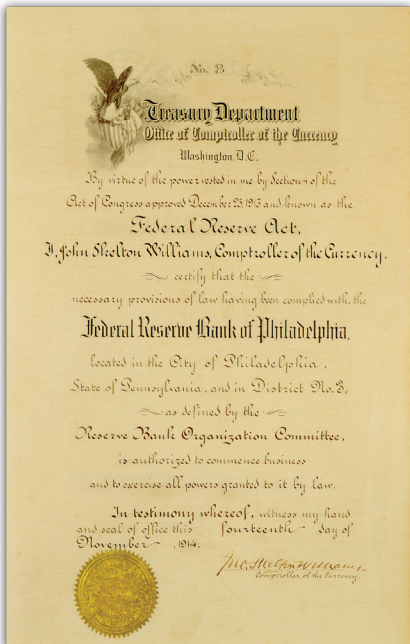 No. 3
Treasury Department
Office of Comptroller of the Currency
Washington, D.C.
By virtue of the power vested in me by Section 4 of the
Act of Congress approved December 23, 1913 and known as the
Federal Reserve Act,
I, John Skelton Williams, Comptroller of the Currency,
certify that the
necessary provisions of law having been complied with, the
Federal Reserve Bank of Philadelphia,
located in the City of Philadelphia,
State of Pennsylvania, and in District No. 3,
as defined by the
Reserve Bank Organization Committee,
is authorized to commence business
and to exercise all powers granted to it by law.
In testimony whereof, witness my hand
and seal of office this fourteenth day of
November, 1914.
Jno. Skelton Williams
Comptroller of the Currency.